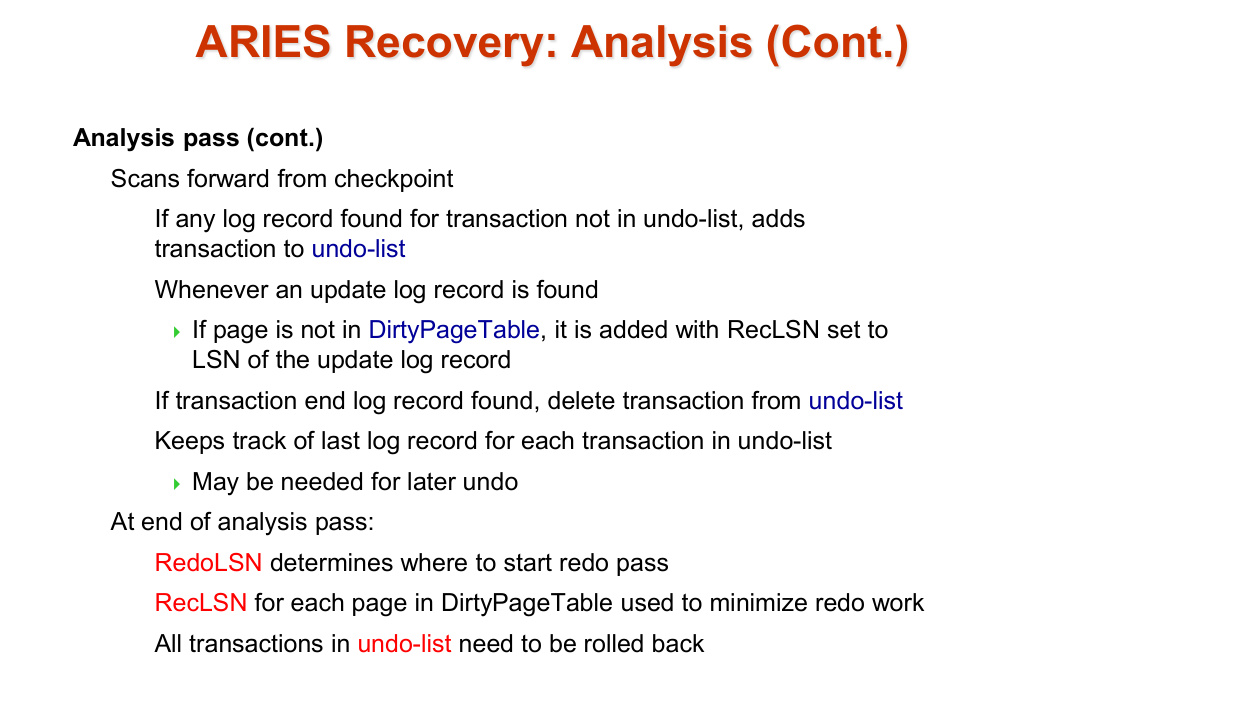 ARIES Recovery: Analysis (Cont.)
Analysis pass (cont.)
Scans forward from checkpoint
If any log record found for transaction not in undo-list, adds
transaction to undo-list
Whenever an update log record is found
If page is not in DirtyPageTable, it is added with RecLSN set to
LSN of the update log record
If transaction end log record found, delete transaction from undo-list
Keeps track of last log record for each transaction in undo-list
May be needed for later undo
At end of analysis pass:
RedoLSN determines where to start redo pass
RecLSN for each page in DirtyPageTable used to minimize redo work
All transactions in undo-list need to be rolled back